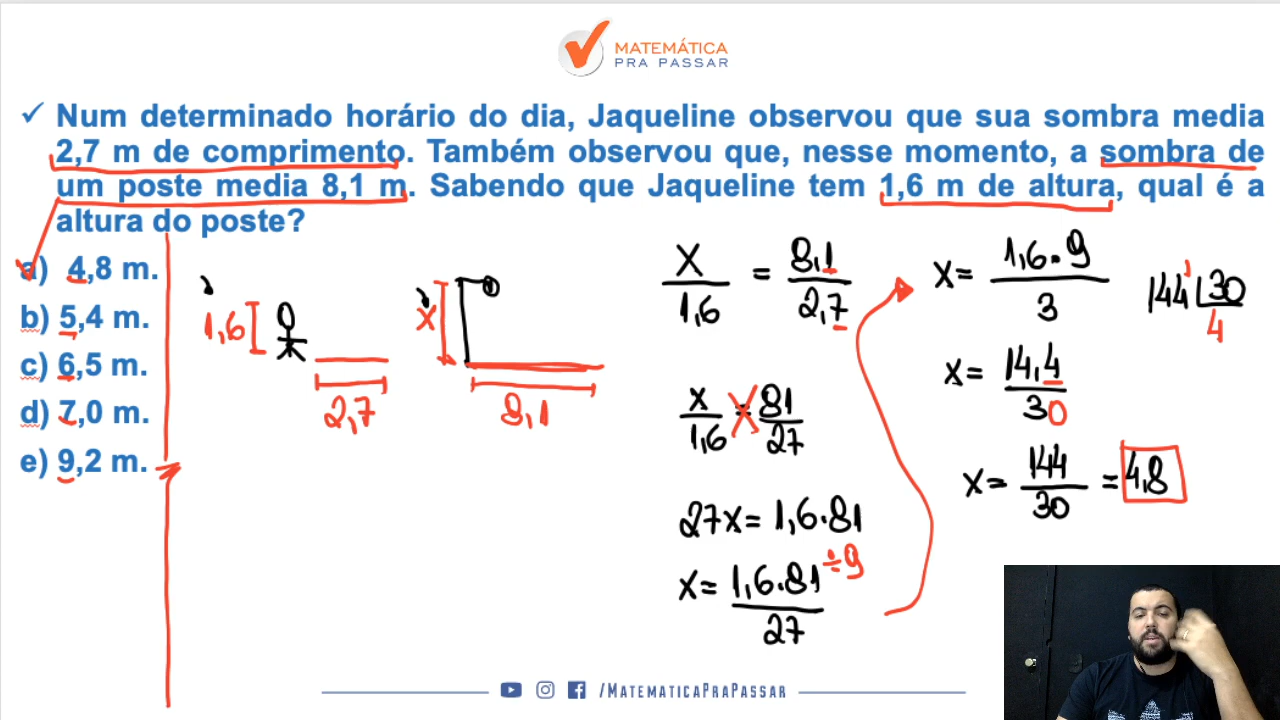 MATEMÁTICA
PRA PASSAR
✓ Num determinado horário do dia, Jaqueline observou que sua sombra media
2,7 m de comprimento. Também observou que, nesse momento, a sombra de
um poste media 8,1 m. Sabendo que Jaqueline tem 1,6 m de altura, qual é a
altura do poste?
a) 4,8 m.
b) 5,4 m.
c) 6,5 m.
d) 7,0 m.
e) 9,2 m.
1,6
2,7
x
8,1
x/1,6 = 8,1/2,7
x/1,6 = 81/27
27x = 1,6.81
x = 1,6.81/27 ÷9
x = 1,6.9/3
x = 14,4/30
x = 144/30 = 4,8
144' 30
4
/MatematicaPraPassar